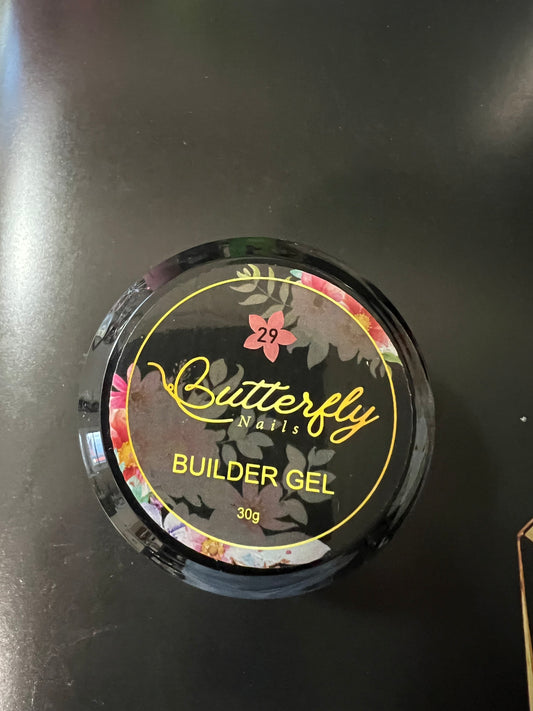 29
Butterfly
Nails
BUILDER GEL
30g